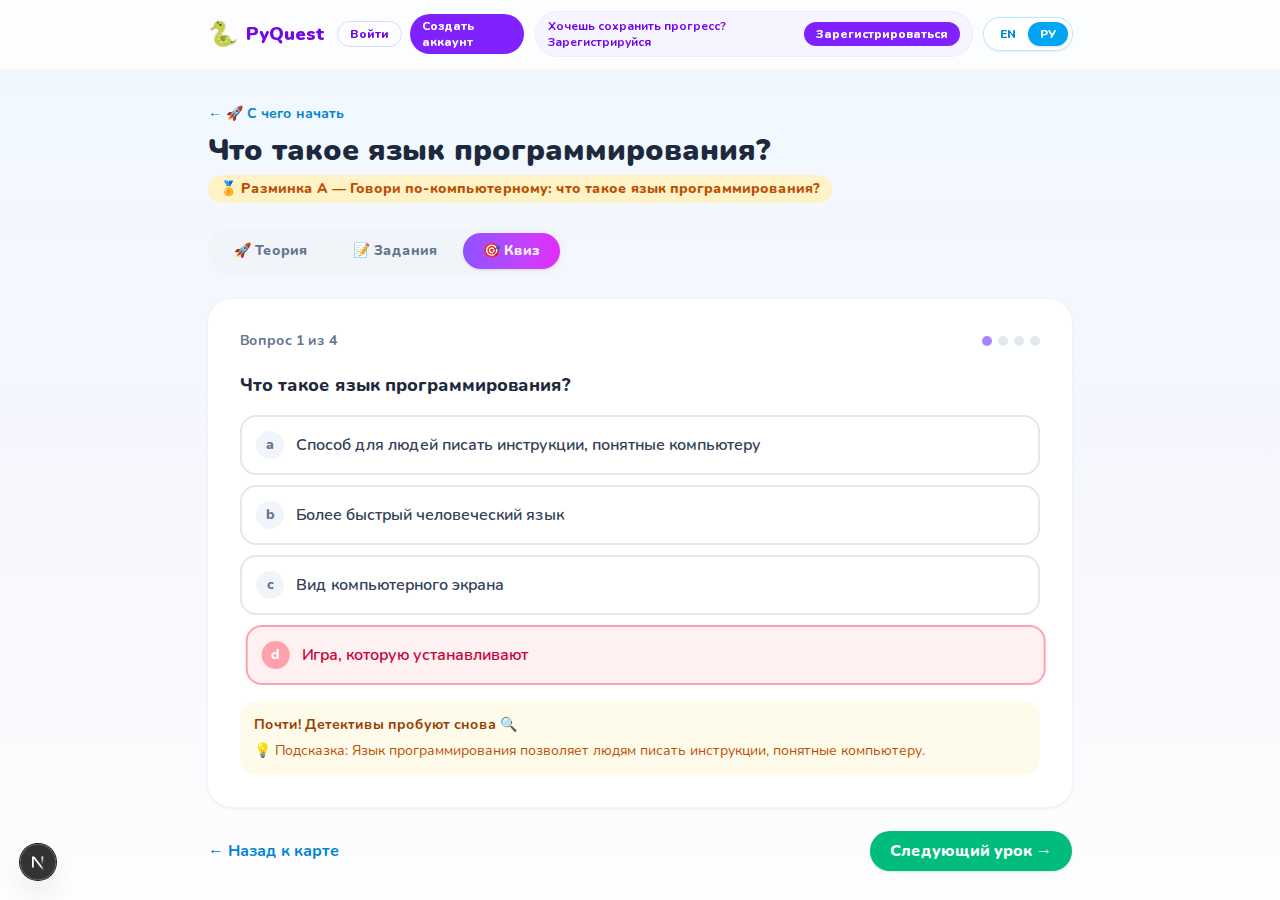 🐍 PyQuest
Войти
Создать
аккаунт
Хочешь сохранить прогресс?
Зарегистрируйся
Зарегистрироваться
EN
РУ
← 🚀 С чего начать
Что такое язык программирования?
🏅 Разминка A — Говори по-компьютерному: что такое язык программирования?
🚀 Теория
📝 Задания
🎯 Квиз
Вопрос 1 из 4
Что такое язык программирования?
a Способ для людей писать инструкции, понятные компьютеру
b Более быстрый человеческий язык
c Вид компьютерного экрана
d Игра, которую устанавливают
Почти! Детективы пробуют снова 🔍
💡 Подсказка: Язык программирования позволяет людям писать инструкции, понятные компьютеру.
← Назад к карте
Следующий урок →
N